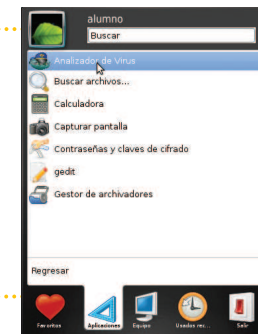 alumno
Buscar
Analizador de Virus
Buscar archivos...
Calculadora
Capturar pantalla
Contraseñas y claves de cifrado
gedit
Gestor de archivadores
Regresar
Favoritos
Aplicaciones
Equipo
Usados rec...
Salir